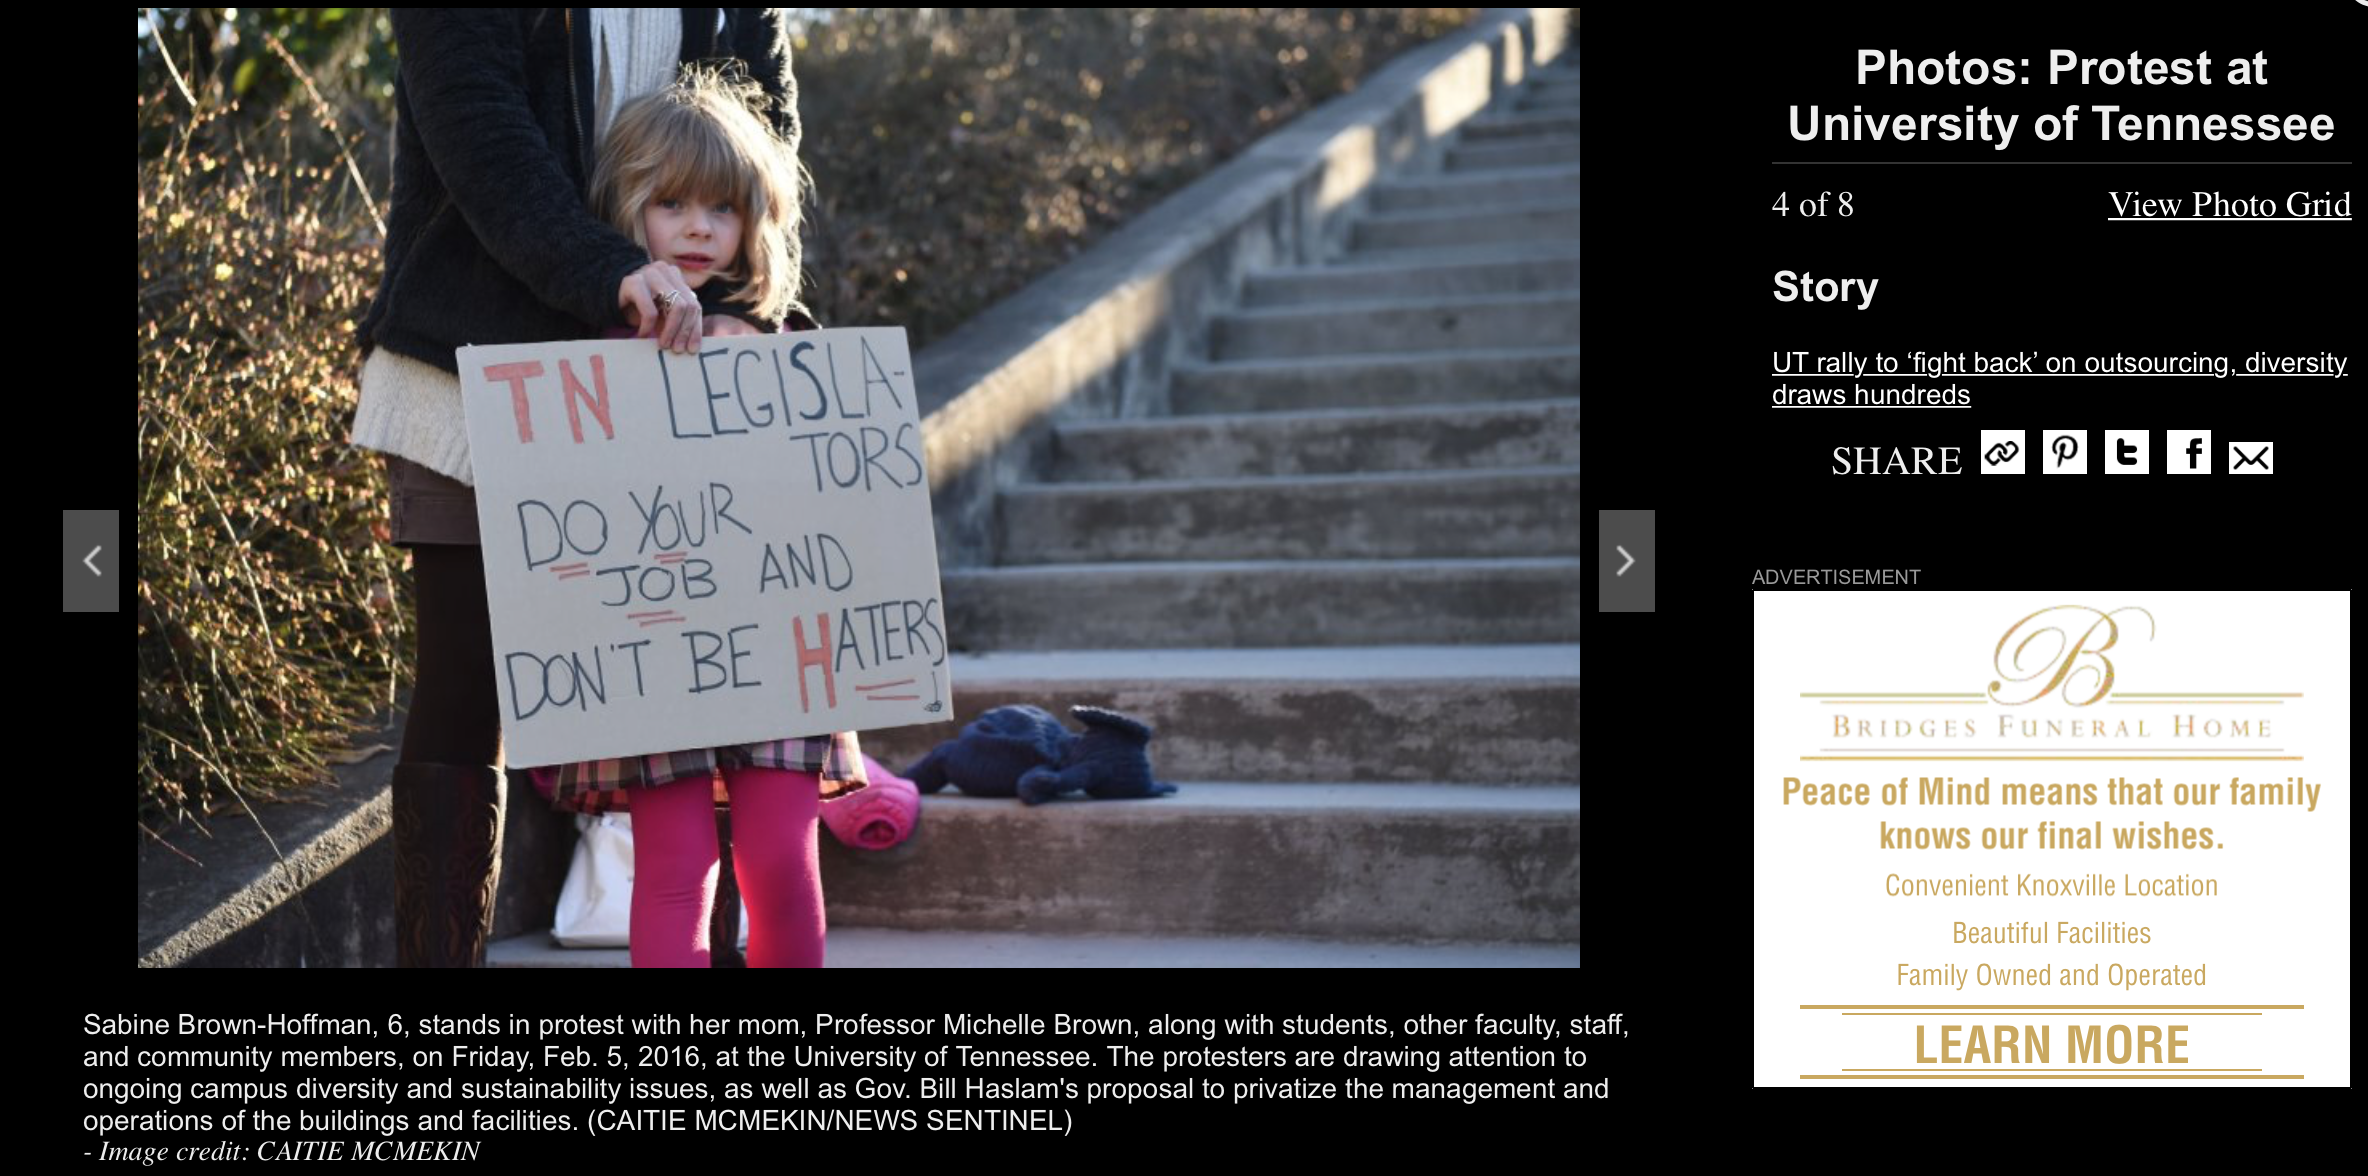 TN LEGISLA-
TORS
DO YOUR
JOB AND
DON'T BE HATERS
Sabine Brown-Hoffman, 6, stands in protest with her mom, Professor Michelle Brown, along with students, other faculty, staff,
and community members, on Friday, Feb. 5, 2016, at the University of Tennessee. The protesters are drawing attention to
ongoing campus diversity and sustainability issues, as well as Gov. Bill Haslam's proposal to privatize the management and
operations of the buildings and facilities. (CAITIE MCMEKIN/NEWS SENTINEL)
- Image credit: CAITIE MCMEKIN
Photos: Protest at
University of Tennessee
4 of 8
View Photo Grid
Story
UT rally to ‘fight back’ on outsourcing, diversity
draws hundreds
SHARE
ADVERTISEMENT
B
BRIDGES FUNERAL HOME
Peace of Mind means that our family
knows our final wishes.
Convenient Knoxville Location
Beautiful Facilities
Family Owned and Operated
LEARN MORE